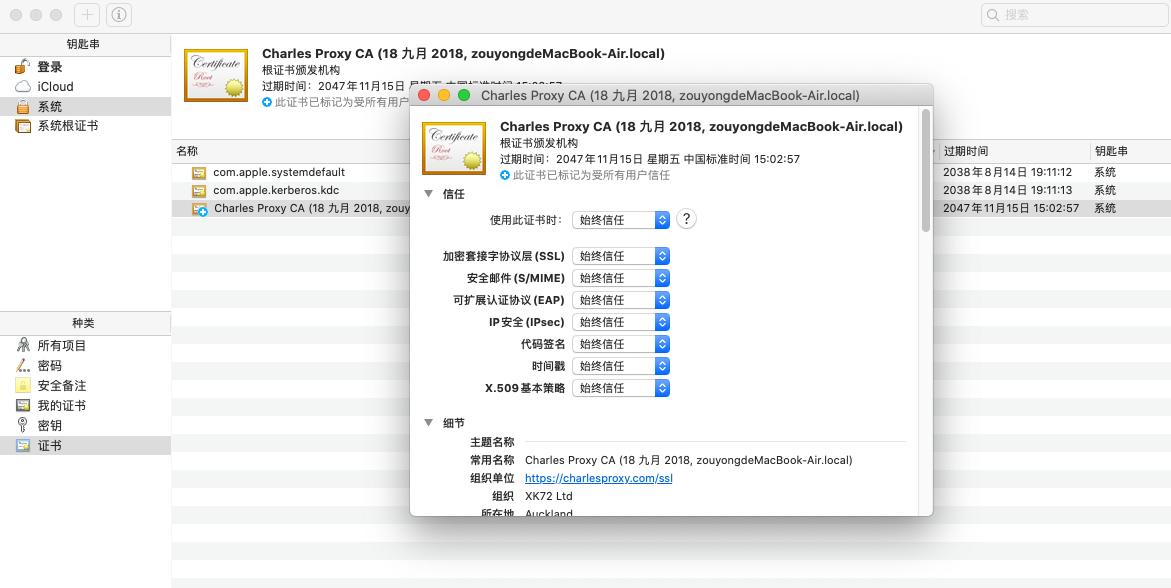 搜索
钥匙串
登录
iCloud
系统
系统根证书
Charles Proxy CA (18 九月 2018, zouyongdeMacBook-Air.local)
根证书颁发机构
过期时间：2047年11月15日 星期五 中国标准时间 15:02:57
此证书已标记为受所有用户
名称
过期时间
钥匙串
com.apple.systemdefault
2038年8月14日 19:11:12
系统
com.apple.kerberos.kdc
2038年8月14日 19:11:13
系统
Charles Proxy CA (18 九月 2018, zouy
2047年11月15日 15:02:57
系统
种类
所有项目
密码
安全备注
我的证书
密钥
证书
Charles Proxy CA (18 九月 2018, zouyongdeMacBook-Air.local)
Certificate
Root
Charles Proxy CA (18 九月 2018, zouyongdeMacBook-Air.local)
根证书颁发机构
过期时间：2047年11月15日 星期五 中国标准时间 15:02:57
此证书已标记为受所有用户信任
信任
使用此证书时： 始终信任 ?
加密套接字协议层 (SSL) 始终信任
安全邮件 (S/MIME) 始终信任
可扩展认证协议 (EAP) 始终信任
IP 安全 (IPsec) 始终信任
代码签名 始终信任
时间戳 始终信任
X.509 基本策略 始终信任
细节
主题名称
常用名称 Charles Proxy CA (18 九月 2018, zouyongdeMacBook-Air.local)
组织单位 https://charlesproxy.com/ssl
组织 XK72 Ltd
所在地 Auckland